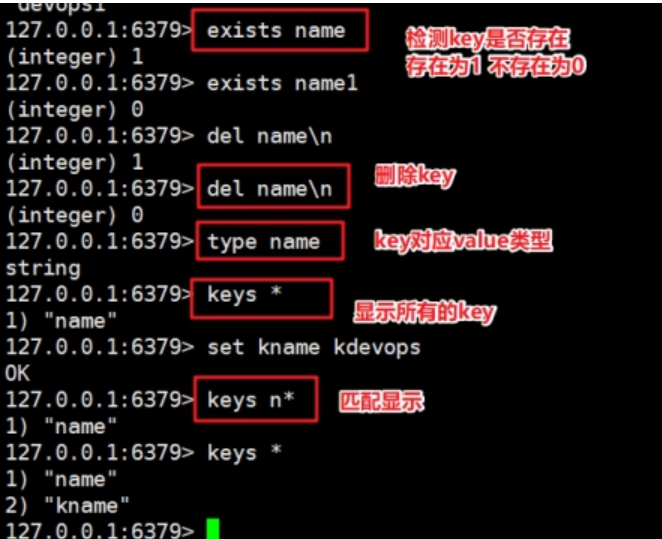 devops1
127.0.0.1:6379> exists name
检测key是否存在
存在为1 不存在为0
(integer) 1
127.0.0.1:6379> exists name1
(integer) 0
127.0.0.1:6379> del name\n
(integer) 1
127.0.0.1:6379> del name\n
删除key
(integer) 0
127.0.0.1:6379> type name
key对应value类型
string
127.0.0.1:6379> keys *
显示所有的key
1) "name"
127.0.0.1:6379> set kname kdevops
OK
127.0.0.1:6379> keys n*
匹配显示
1) "name"
127.0.0.1:6379> keys *
1) "name"
2) "kname"
127.0.0.1:6379>